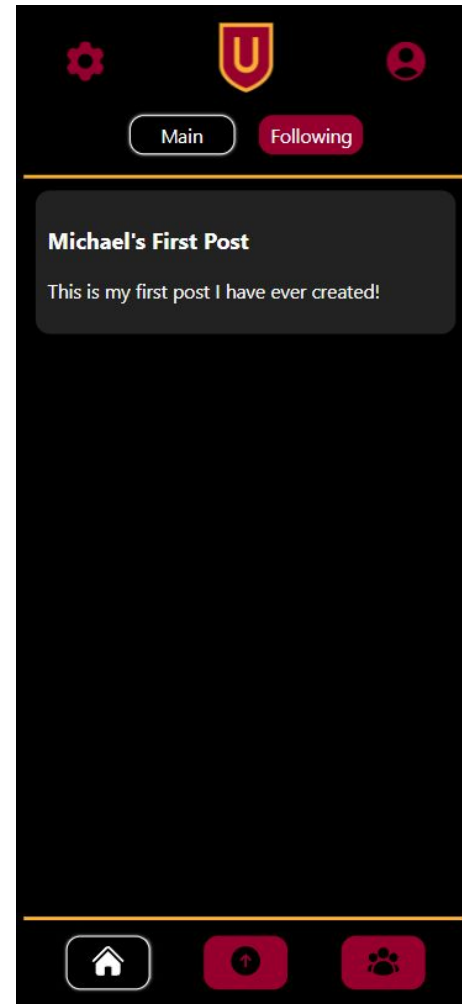 U
Main
Following
Michael's First Post
This is my first post I have ever created!